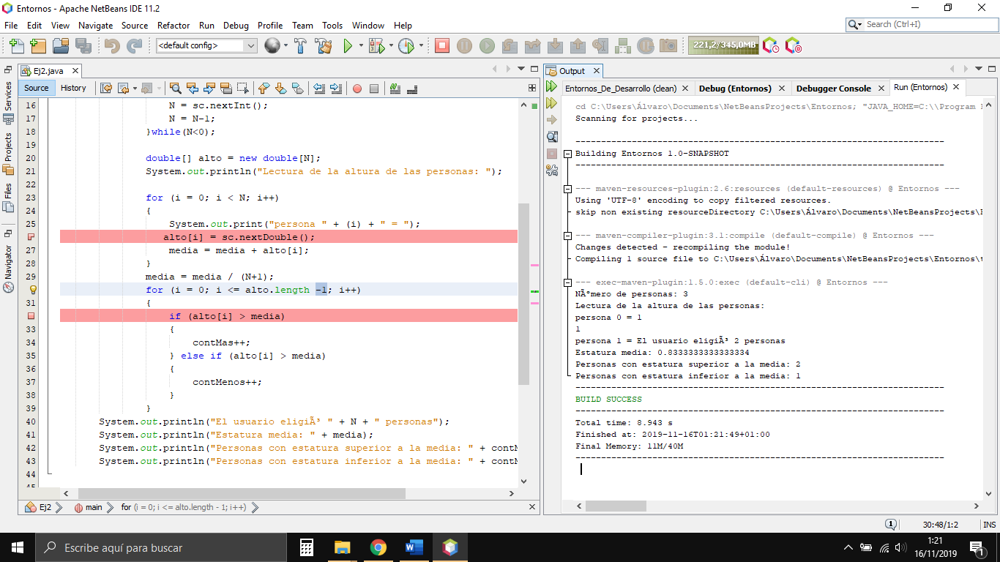 Entornos - Apache NetBeans IDE 11.2
File Edit View Navigate Source Refactor Run Debug Profile Team Tools Window Help
Search (Ctrl+I)
<default config>
221,2/345,0MB
Services
Projects
Files
Navigator
Ej2.java
Source History
16 N = sc.nextInt();
17 N = N-1;
18 }while(N<0);
19
20 double[] alto = new double[N];
21 System.out.println("Lectura de la altura de las personas: ");
22
23 for (i = 0; i < N; i++)
24 {
25 System.out.print("persona " + (i) + " = ");
alto[i] = sc.nextDouble();
27 media = media + alto[i];
28 }
29 media = media / (N+1);
for (i = 0; i <= alto.length -1; i++)
31 {
if (alto[i] > media)
33 {
34 contMas++;
35 } else if (alto[i] > media)
36 {
37 contMenos++;
38 }
39 }
40 System.out.println("El usuario eligiÃ³ " + N + " personas");
41 System.out.println("Estatura media: " + media);
42 System.out.println("Personas con estatura superior a la media: " + contM
43 System.out.println("Personas con estatura inferior a la media: " + contM
44
45
Ej2 main for (i = 0; i <= alto.length - 1; i++)
Output
Entornos_De_Desarrollo (clean) Debug (Entornos) Debugger Console Run (Entornos)
cd C:\Users\Álvaro\Documents\NetBeansProjects\Entornos; "JAVA_HOME=C:\\Program
Scanning for projects...
------------------------------------------------------------------------
Building Entornos 1.0-SNAPSHOT
------------------------------------------------------------------------
--- maven-resources-plugin:2.6:resources (default-resources) @ Entornos ---
Using 'UTF-8' encoding to copy filtered resources.
skip non existing resourceDirectory C:\Users\Álvaro\Documents\NetBeansProjects\
--- maven-compiler-plugin:3.1:compile (default-compile) @ Entornos ---
Changes detected - recompiling the module!
Compiling 1 source file to C:\Users\Álvaro\Documents\NetBeansProjects\Entornos\t
--- exec-maven-plugin:1.5.0:exec (default-cli) @ Entornos ---
NÃºmero de personas: 3
Lectura de la altura de las personas:
persona 0 = 1
1
persona 1 = El usuario eligiÃ³ 2 personas
Estatura media: 0.8333333333333334
Personas con estatura superior a la media: 2
Personas con estatura inferior a la media: 1
------------------------------------------------------------------------
BUILD SUCCESS
------------------------------------------------------------------------
Total time: 8.943 s
Finished at: 2019-11-16T01:21:49+01:00
Final Memory: 11M/40M
------------------------------------------------------------------------
1 30:48/1:2 INS
Escribe aquí para buscar
1:21
16/11/2019
1